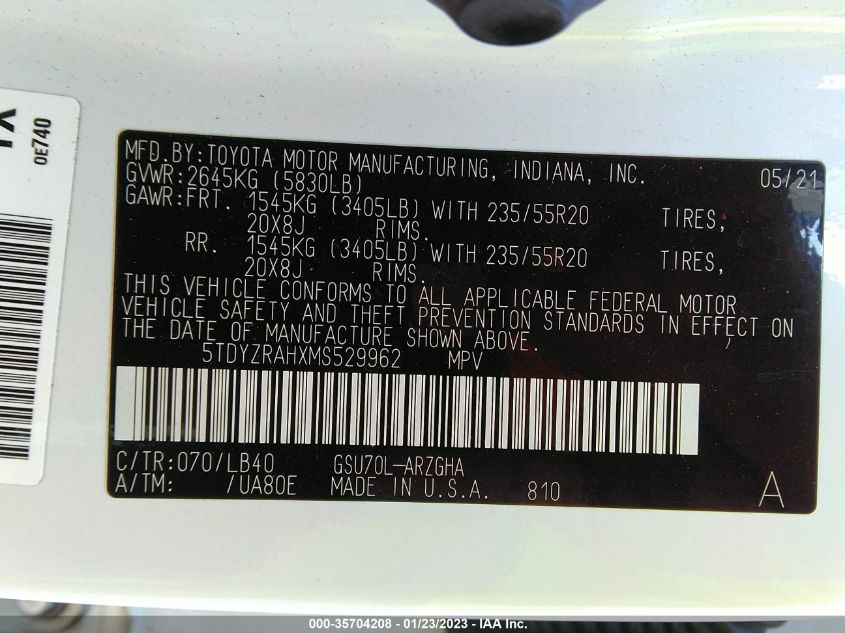 MFD.BY:TOYOTA MOTOR MANUFACTURING, INDIANA, INC. 05/21
GVWR:2645KG (5830LB)
GAWR:FRT. 1545KG (3405LB) WITH 235/55R20 TIRES,
20X8J RIMS.
RR. 1545KG (3405LB) WITH 235/55R20 TIRES,
20X8J RIMS.
THIS VEHICLE CONFORMS TO ALL APPLICABLE FEDERAL MOTOR
VEHICLE SAFETY AND THEFT PREVENTION STANDARDS IN EFFECT ON
THE DATE OF MANUFACTURE SHOWN ABOVE.
5TDYZRAHXMS529962 MPV
C/TR:070/LB40 GSU70L-ARZGHA
A/TM: /UA80E MADE IN U.S.A. 810 A
0E740
000-35704208 - 01/23/2023 - IAA Inc.